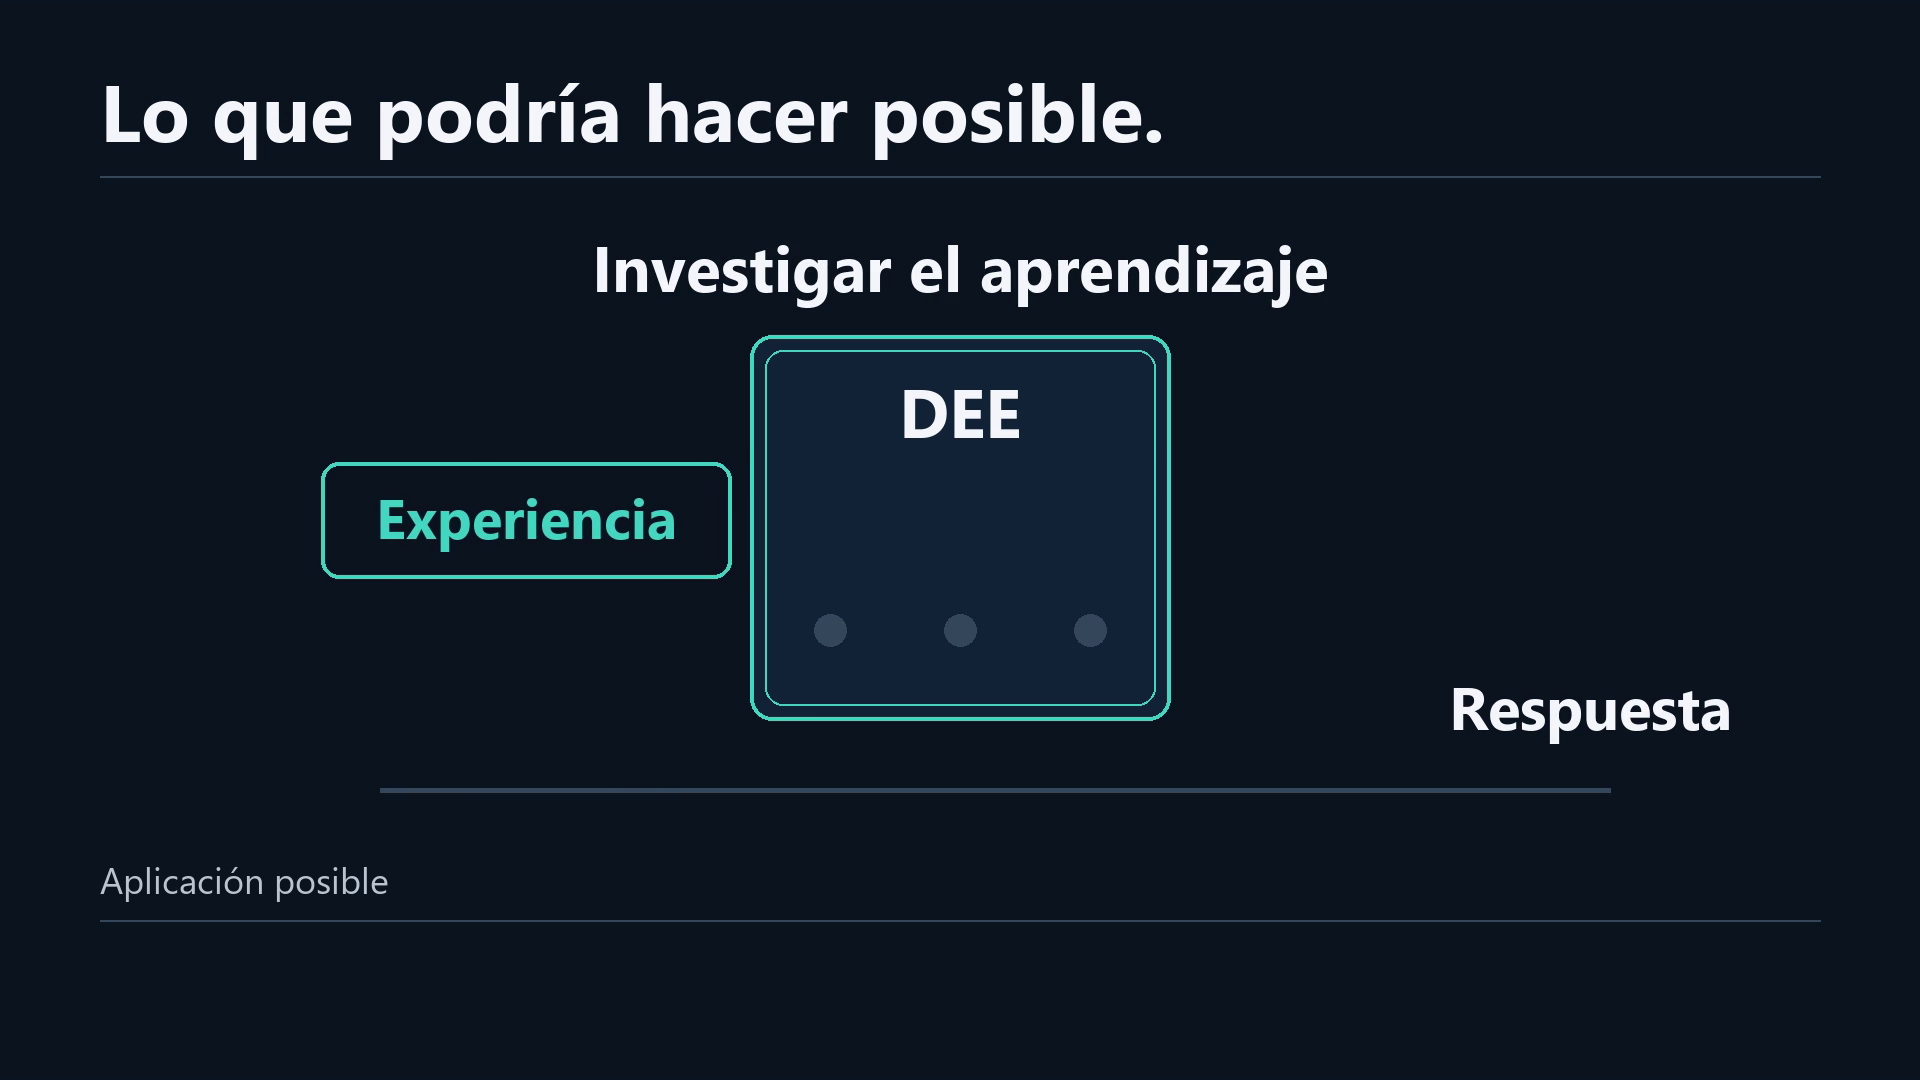 Lo que podría hacer posible.
Investigar el aprendizaje
DEE
Experiencia
Respuesta
Aplicación posible